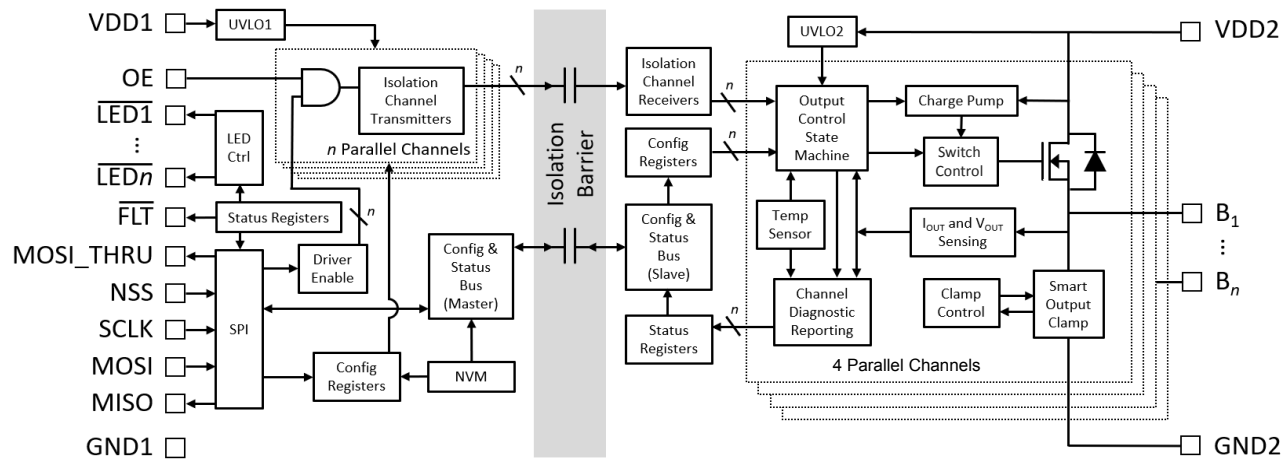 VDD1
UVLO1
OE
Isolation
Channel
Transmitters
n Parallel Channels
n
LED1
⋮
LEDn
LED
Ctrl
FLT
Status Registers
n
MOSI_THRU
NSS
SCLK
MOSI
MISO
GND1
SPI
Driver
Enable
Config &
Status
Bus
(Master)
Config
Registers
NVM
Isolation
Barrier
Isolation
Channel
Receivers
n
Config
Registers
n
Config &
Status
Bus
(Slave)
Status
Registers
n
UVLO2
VDD2
Output
Control
State
Machine
Charge Pump
Switch
Control
Temp
Sensor
IOUT and VOUT
Sensing
Channel
Diagnostic
Reporting
Clamp
Control
Smart
Output
Clamp
4 Parallel Channels
B1
⋮
Bn
GND2